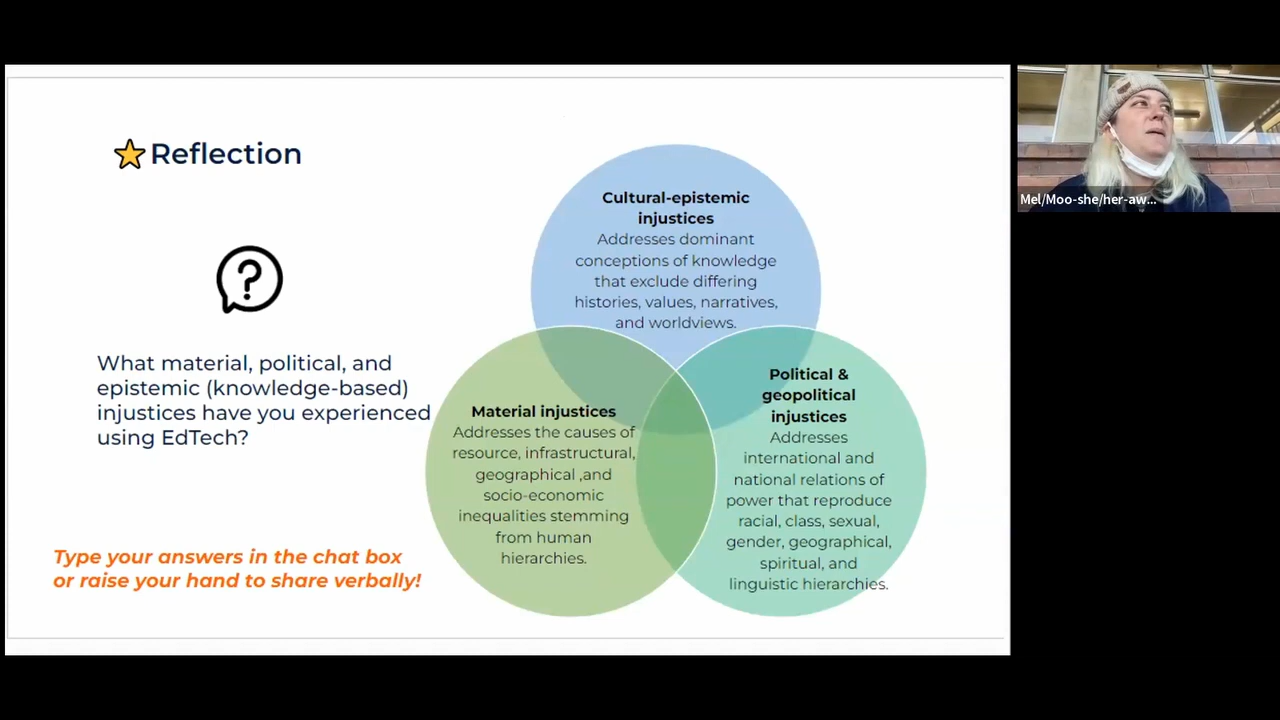 Reflection
What material, political, and
epistemic (knowledge-based)
injustices have you experienced
using EdTech?
Type your answers in the chat box
or raise your hand to share verbally!
Cultural-epistemic
injustices
Addresses dominant
conceptions of knowledge
that exclude differing
histories, values, narratives,
and worldviews.
Material injustices
Addresses the causes of
resource, infrastructural,
geographical ,and
socio-economic
inequalities stemming
from human
hierarchies.
Political &
geopolitical
injustices
Addresses
international and
national relations of
power that reproduce
racial, class, sexual,
gender, geographical,
spiritual, and
linguistic hierarchies.
Mel/Moo-she/her-aw...